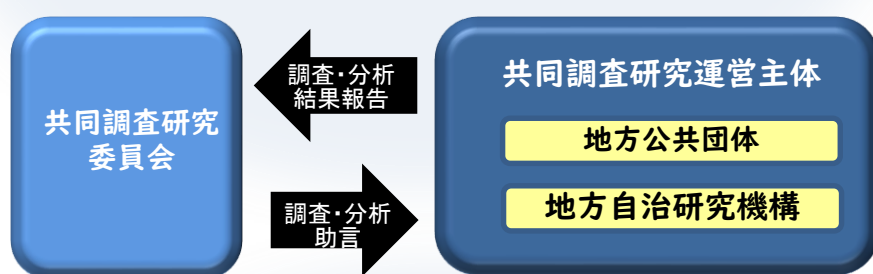 共同調査研究
委員会
調査・分析
結果報告
調査・分析
助言
共同調査研究運営主体
地方公共団体
地方自治研究機構